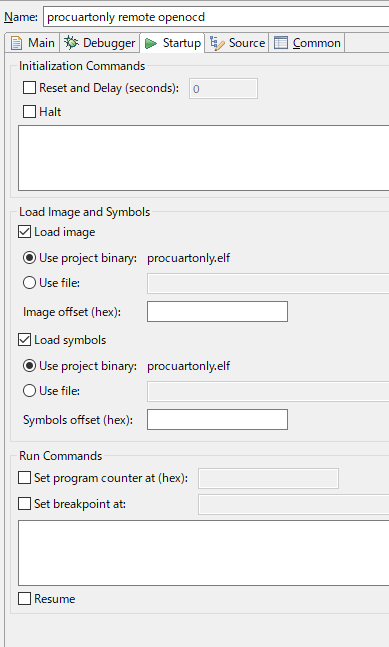 Name: procuartonly remote openocd
Main Debugger Startup Source Common
Initialization Commands
Reset and Delay (seconds): 0
Halt
Load Image and Symbols
Load image
Use project binary: procuartonly.elf
Use file:
Image offset (hex):
Load symbols
Use project binary: procuartonly.elf
Use file:
Symbols offset (hex):
Run Commands
Set program counter at (hex):
Set breakpoint at:
Resume